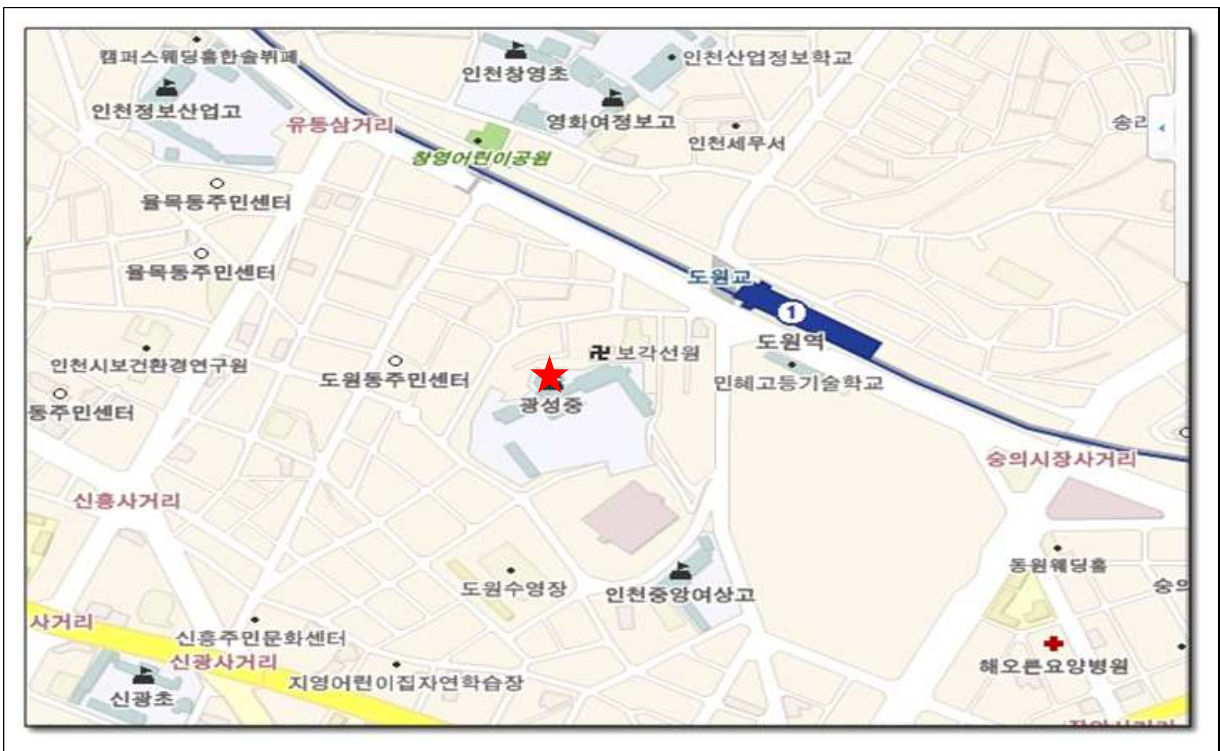 캠퍼스웨딩홀한솔뷔페
인천창영초
인천산업정보학교
인천정보산업고
유동삼거리
영화여정보고
송
인천세무서
창영어린이공원
율목동주민센터
율목동주민센터
도원교
1
도원역
보각선원
인천시보건환경연구원
도원동주민센터
민혜고등기술학교
광성중
동주민센터
숭의시장사거리
신흥사거리
동원웨딩홀
도원수영장
인천중앙여상고
숭의
사거리
신흥주민문화센터
신광사거리
해오른요양병원
지영어린이집자연학습장
신광초